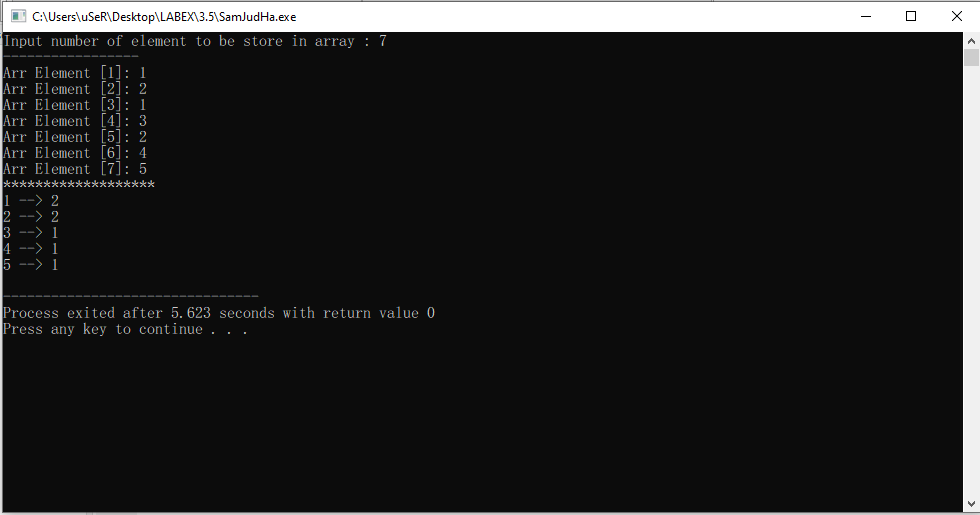 C:\Users\uSeR\Desktop\LABEX\3.5\SamJudHa.exe
Input number of element to be store in array : 7
-----------------
Arr Element [1]: 1
Arr Element [2]: 2
Arr Element [3]: 1
Arr Element [4]: 3
Arr Element [5]: 2
Arr Element [6]: 4
Arr Element [7]: 5
*******************
1 --> 2
2 --> 2
3 --> 1
4 --> 1
5 --> 1
--------------------------------
Process exited after 5.623 seconds with return value 0
Press any key to continue . . .